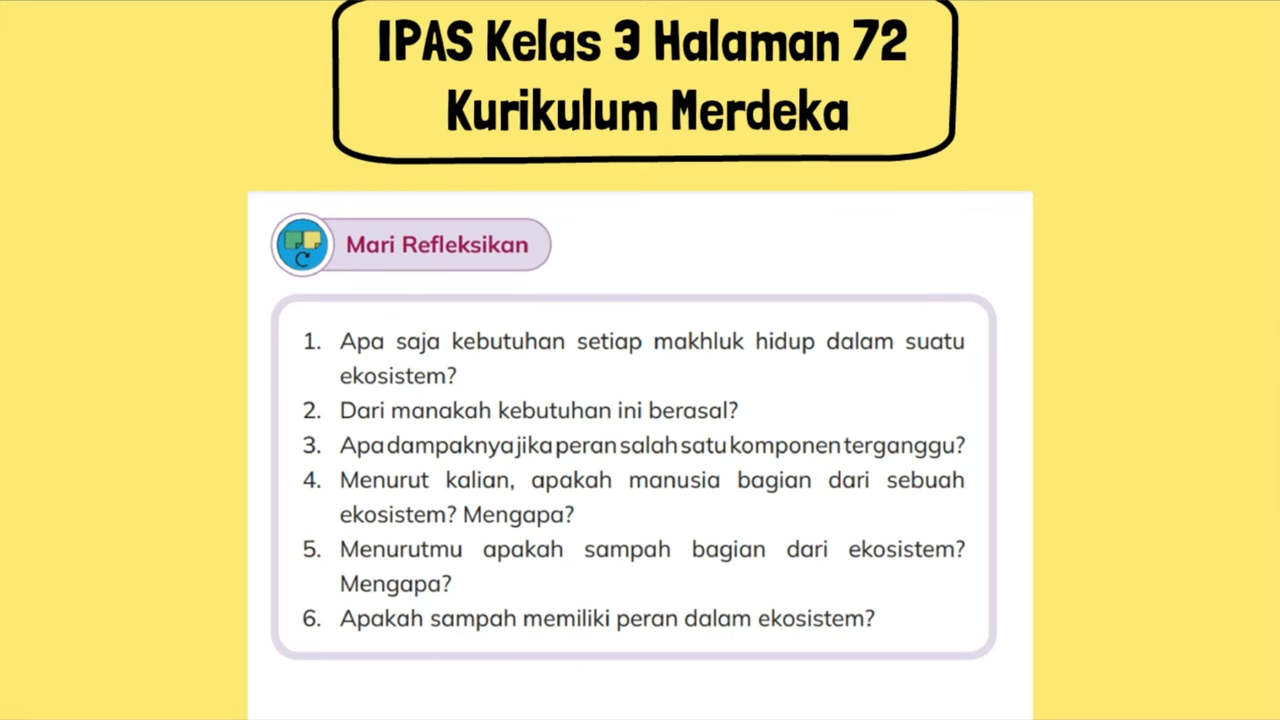 IPAS Kelas 3 Halaman 72
Kurikulum Merdeka
Mari Refleksikan
1. Apa saja kebutuhan setiap makhluk hidup dalam suatu
ekosistem?
2. Dari manakah kebutuhan ini berasal?
3. Apa dampaknya jika peran salah satu komponen terganggu?
4. Menurut kalian, apakah manusia bagian dari sebuah
ekosistem? Mengapa?
5. Menurutmu apakah sampah bagian dari ekosistem?
Mengapa?
6. Apakah sampah memiliki peran dalam ekosistem?